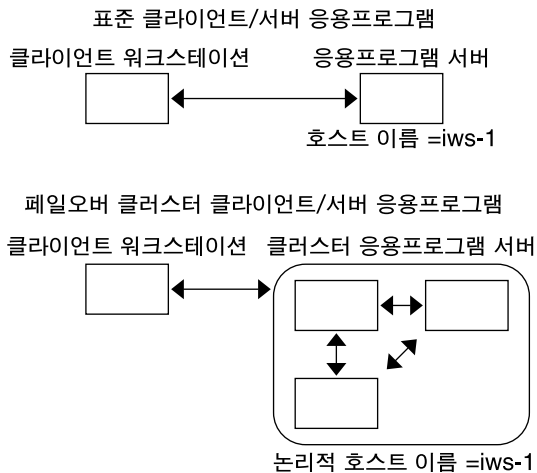 표준 클라이언트/서버 응용프로그램
클라이언트 워크스테이션 응용프로그램 서버
호스트 이름 =iws-1
페일오버 클러스터 클라이언트/서버 응용프로그램
클라이언트 워크스테이션 클러스터 응용프로그램 서버
논리적 호스트 이름 =iws-1